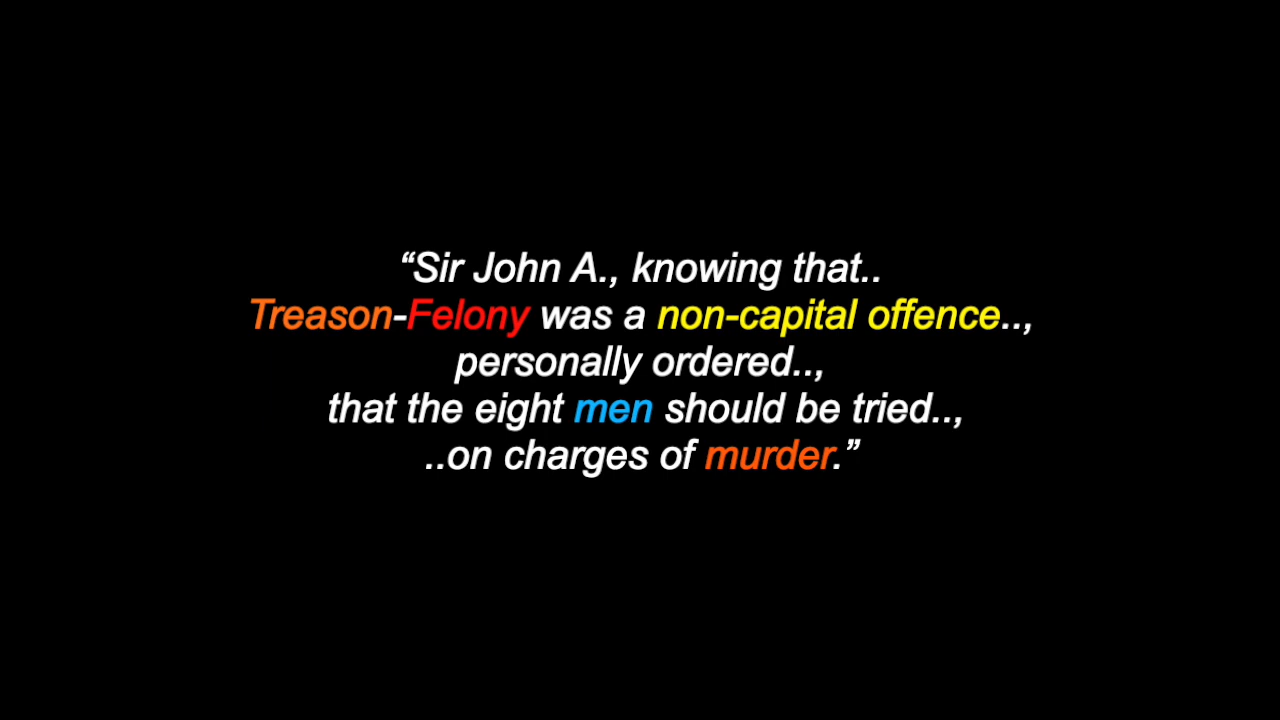 “Sir John A., knowing that..
Treason-Felony was a non-capital offence..,
personally ordered..,
that the eight men should be tried..,
..on charges of murder.”